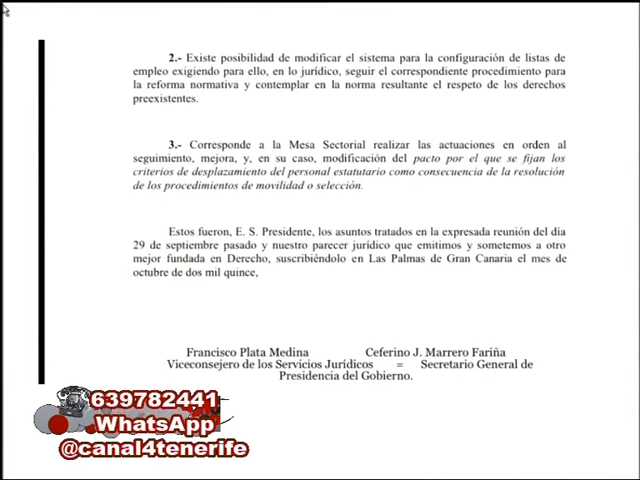 2.- Existe posibilidad de modificar el sistema para la configuración de listas de
empleo exigiendo para ello, en lo jurídico, seguir el correspondiente procedimiento para
la reforma normativa y contemplar en la norma resultante el respeto de los derechos
preexistentes.
3.- Corresponde a la Mesa Sectorial realizar las actuaciones en orden al
seguimiento, mejora, y, en su caso, modificación del pacto por el que se fijan los
criterios de desplazamiento del personal estatutario como consecuencia de la resolución
de los procedimientos de movilidad o selección.
Estos fueron, E. S. Presidente, los asuntos tratados en la expresada reunión del día
29 de septiembre pasado y nuestro parecer jurídico que emitimos y sometemos a otro
mejor fundada en Derecho, suscribiéndolo en Las Palmas de Gran Canaria el mes de
octubre de dos mil quince,
Francisco Plata Medina Ceferino J. Marrero Fariña
Viceconsejero de los Servicios Jurídicos = Secretario General de
Presidencia del Gobierno.
639782441
WhatsApp
@canal4tenerife